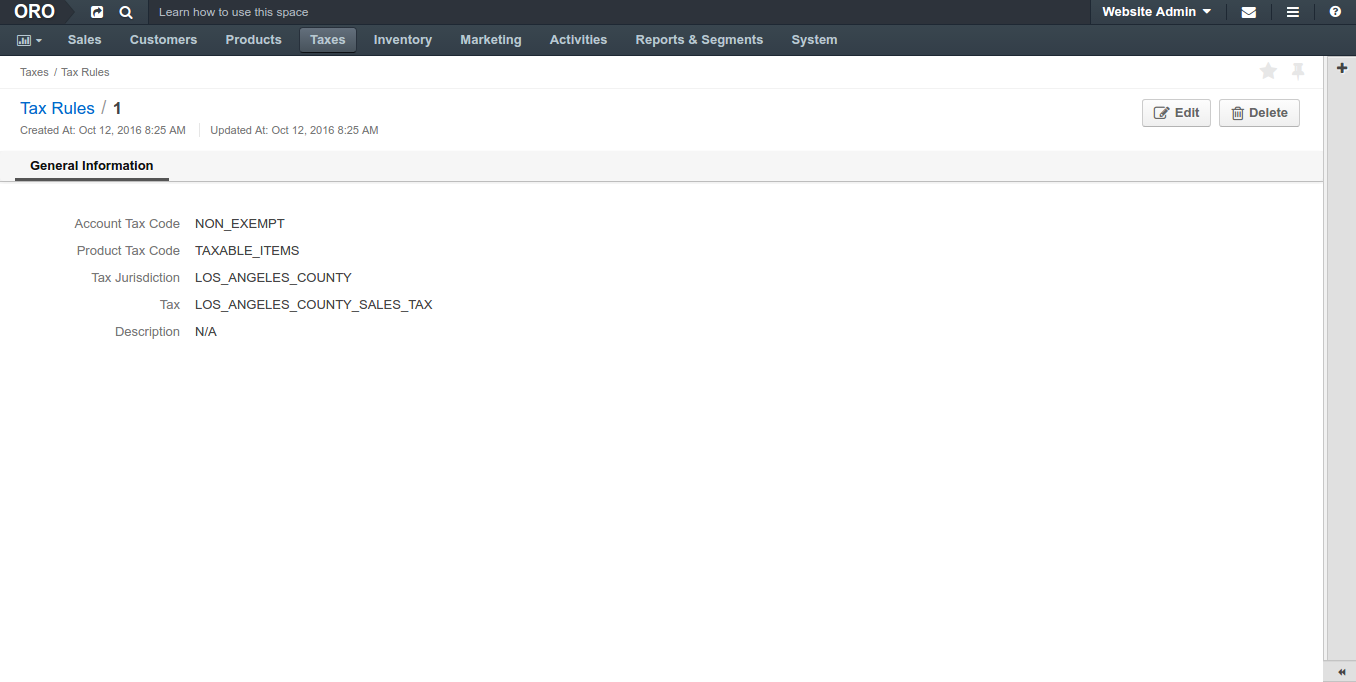 ORO Learn how to use this space Website Admin
Sales Customers Products Taxes Inventory Marketing Activities Reports & Segments System
Taxes / Tax Rules
Tax Rules / 1 Edit Delete
Created At: Oct 12, 2016 8:25 AM Updated At: Oct 12, 2016 8:25 AM
General Information
Account Tax Code NON_EXEMPT
Product Tax Code TAXABLE_ITEMS
Tax Jurisdiction LOS_ANGELES_COUNTY
Tax LOS_ANGELES_COUNTY_SALES_TAX
Description N/A